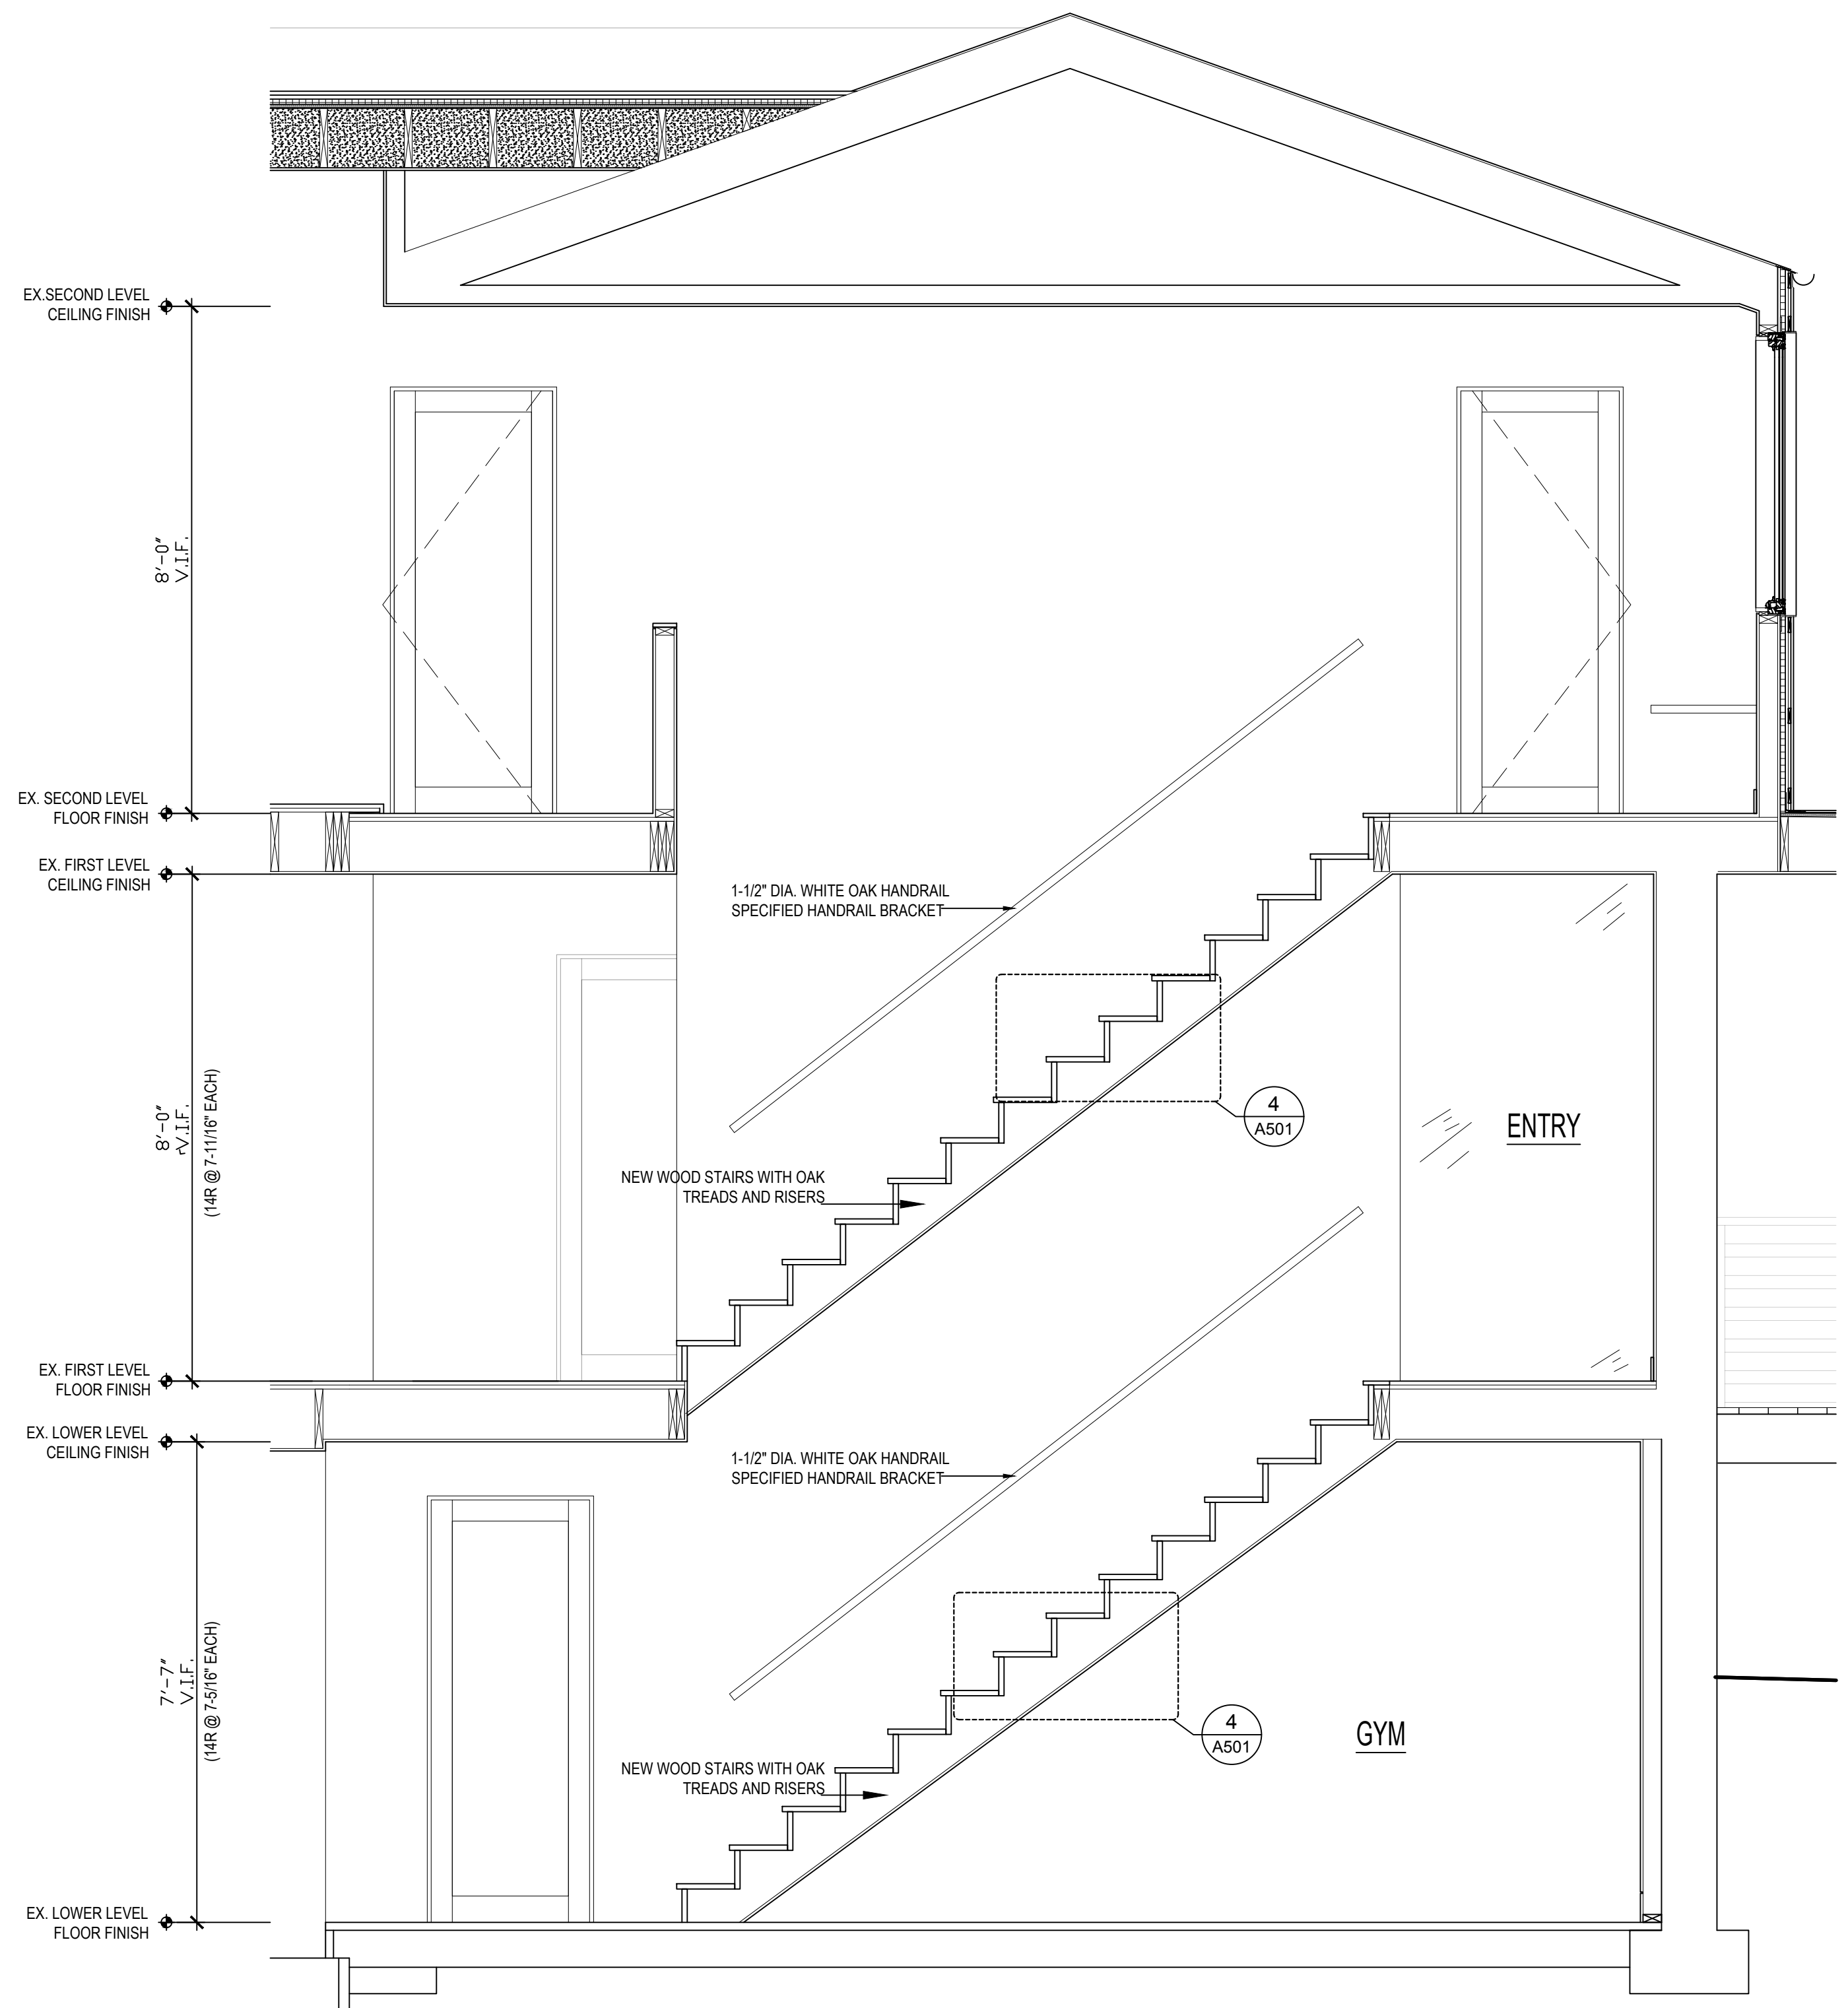 EX.SECOND LEVEL
CEILING FINISH
8'-0"
V.I.F.
EX. SECOND LEVEL
FLOOR FINISH
EX. FIRST LEVEL
CEILING FINISH
1-1/2" DIA. WHITE OAK HANDRAIL
SPECIFIED HANDRAIL BRACKET
8'-0"
~V.I.F.
(14R @ 7-11/16" EACH)
4
A501
ENTRY
NEW WOOD STAIRS WITH OAK
TREADS AND RISERS
EX. FIRST LEVEL
FLOOR FINISH
EX. LOWER LEVEL
CEILING FINISH
1-1/2" DIA. WHITE OAK HANDRAIL
SPECIFIED HANDRAIL BRACKET
7'-7"
V.I.F.
(14R @ 7-5/16" EACH)
4
A501
GYM
NEW WOOD STAIRS WITH OAK
TREADS AND RISERS
EX. LOWER LEVEL
FLOOR FINISH